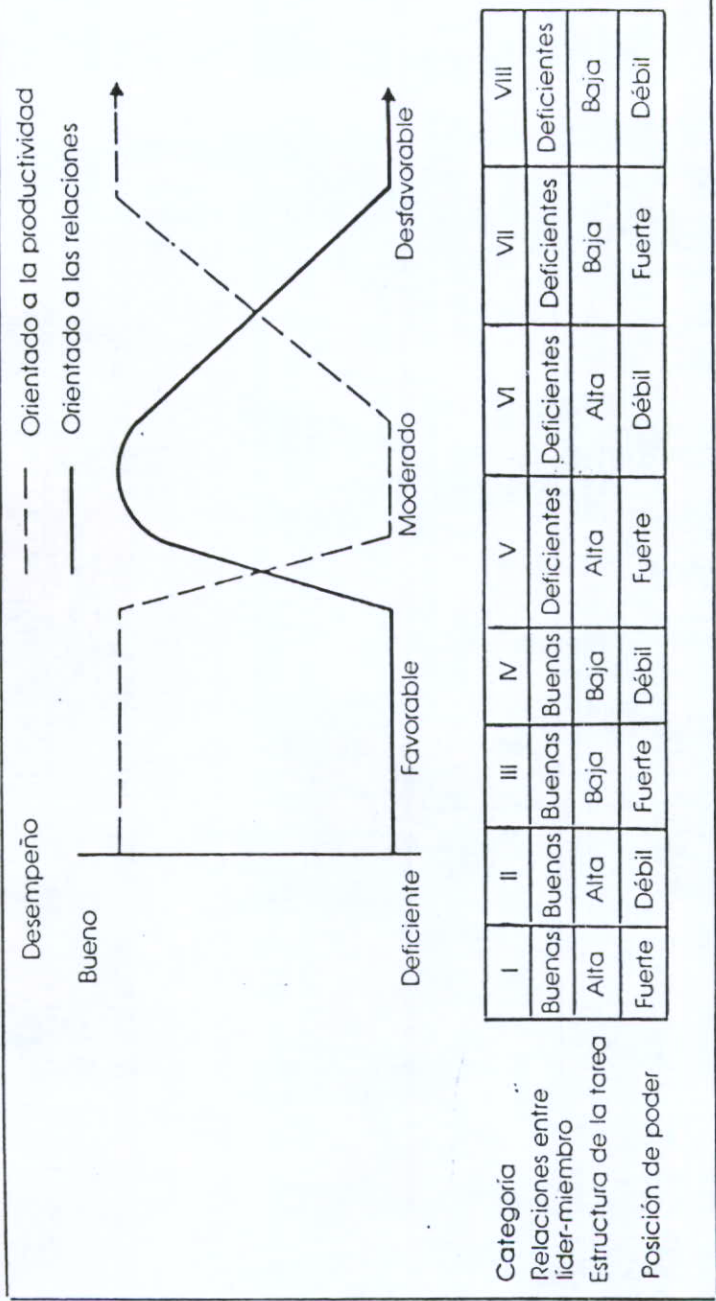 Orientado a la productividad
Orientado a las relaciones
Desempeño
Bueno
Deficiente
Favorable
Moderado
Desfavorable
Categoría I II III IV V VI VII VIII
Relaciones entre
líder-miembro Buenas Buenas Buenas Buenas Deficientes Deficientes Deficientes Deficientes
Estructura de la tarea Alta Alta Baja Baja Alta Alta Baja Baja
Posición de poder Fuerte Débil Fuerte Débil Fuerte Débil Fuerte Débil